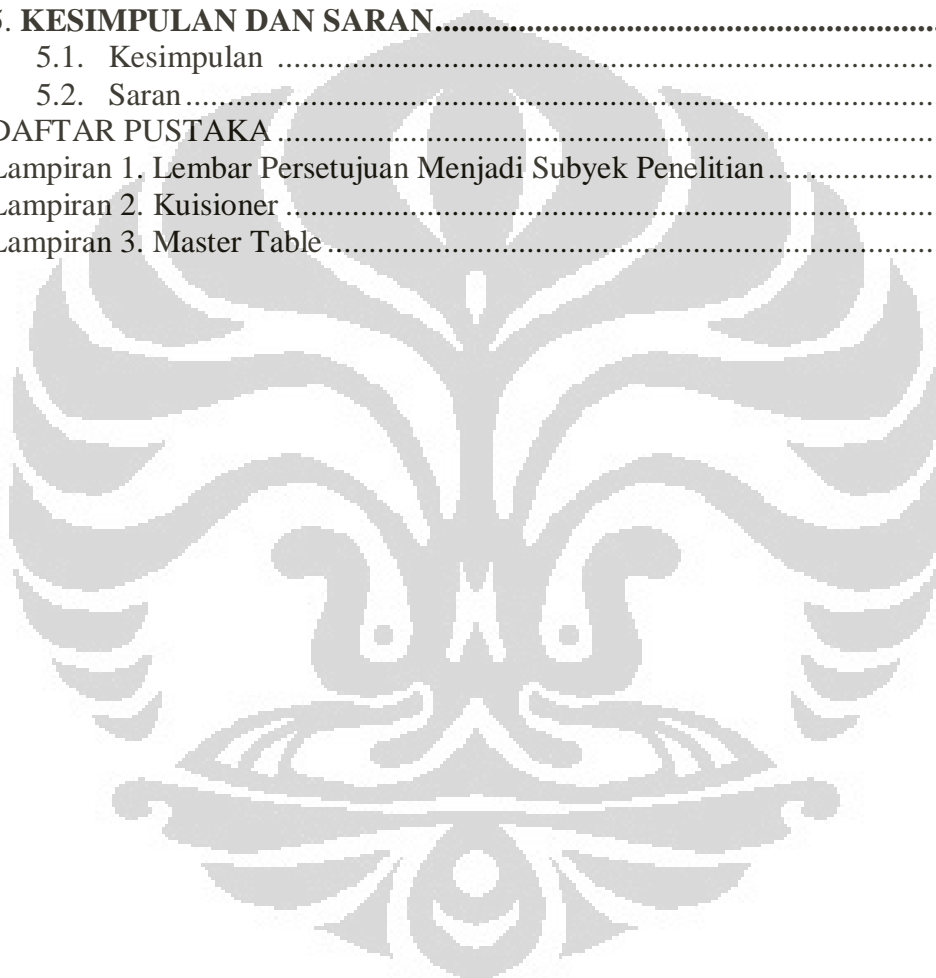 5. KESIMPULAN DAN SARAN................................................................
5.1. Kesimpulan ................................................................................
5.2. Saran............................................................................................
DAFTAR PUSTAKA................................................................................
Lampiran 1. Lembar Persetujuan Menjadi Subyek Penelitian.....................
Lampiran 2. Kuisioner................................................................................
Lampiran 3. Master Table...........................................................................